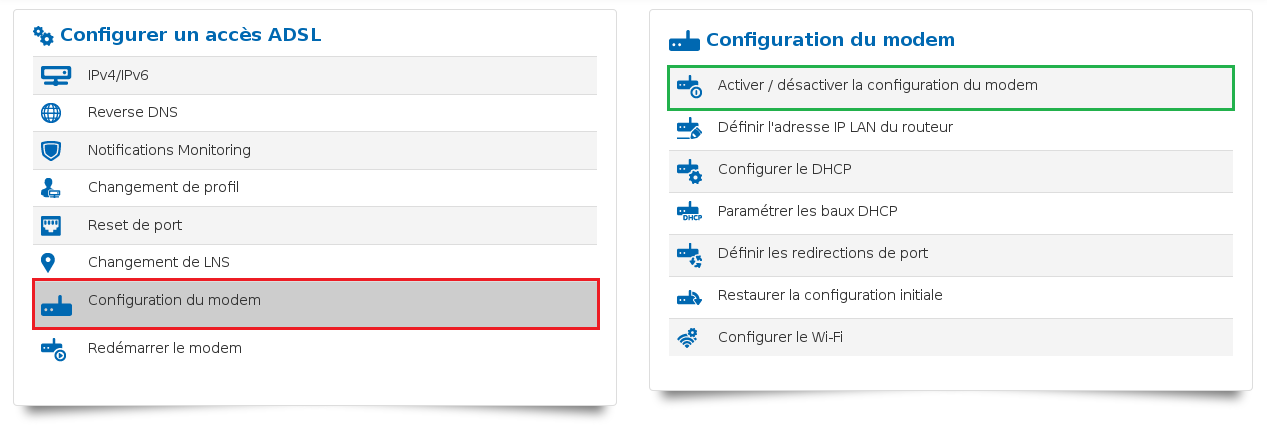 Configurer un accès ADSL
IPv4/IPv6
Reverse DNS
Notifications Monitoring
Changement de profil
Reset de port
Changement de LNS
Configuration du modem
Redémarrer le modem
Configuration du modem
Activer / désactiver la configuration du modem
Définir l'adresse IP LAN du routeur
Configurer le DHCP
DHCP
Paramétrer les baux DHCP
Définir les redirections de port
Restaurer la configuration initiale
Configurer le Wi-Fi